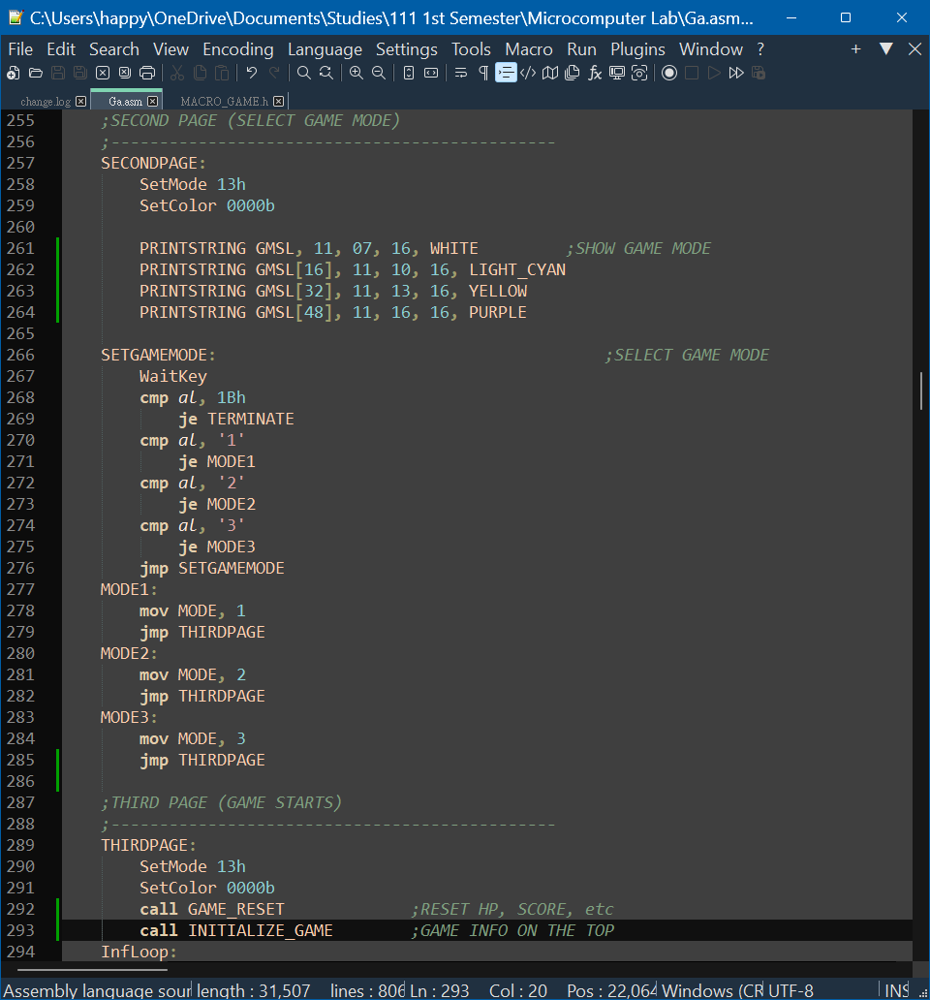 C:\Users\happy\OneDrive\Documents\Studies\111 1st Semester\Microcomputer Lab\Ga.asm...
File Edit Search View Encoding Language Settings Tools Macro Run Plugins Window ? + ▼ X
change.log Ga.asm MACRO_GAME.h
255 ;SECOND PAGE (SELECT GAME MODE)
256 ;----------------------------------------------
257 SECONDPAGE:
258 SetMode 13h
259 SetColor 0000b
260
261 PRINTSTRING GMSL, 11, 07, 16, WHITE ;SHOW GAME MODE
262 PRINTSTRING GMSL[16], 11, 10, 16, LIGHT_CYAN
263 PRINTSTRING GMSL[32], 11, 13, 16, YELLOW
264 PRINTSTRING GMSL[48], 11, 16, 16, PURPLE
265
266 SETGAMEMODE: ;SELECT GAME MODE
267 WaitKey
268 cmp al, 1Bh
269 je TERMINATE
270 cmp al, '1'
271 je MODE1
272 cmp al, '2'
273 je MODE2
274 cmp al, '3'
275 je MODE3
276 jmp SETGAMEMODE
277 MODE1:
278 mov MODE, 1
279 jmp THIRDPAGE
280 MODE2:
281 mov MODE, 2
282 jmp THIRDPAGE
283 MODE3:
284 mov MODE, 3
285 jmp THIRDPAGE
286
287 ;THIRD PAGE (GAME STARTS)
288 ;----------------------------------------------
289 THIRDPAGE:
290 SetMode 13h
291 SetColor 0000b
292 call GAME_RESET ;RESET HP, SCORE, etc
293 call INITIALIZE_GAME ;GAME INFO ON THE TOP
294 InfLoop:
Assembly language sour length : 31,507 lines : 806 Ln : 293 Col : 20 Pos : 22,064 Windows (CR UTF-8 INS